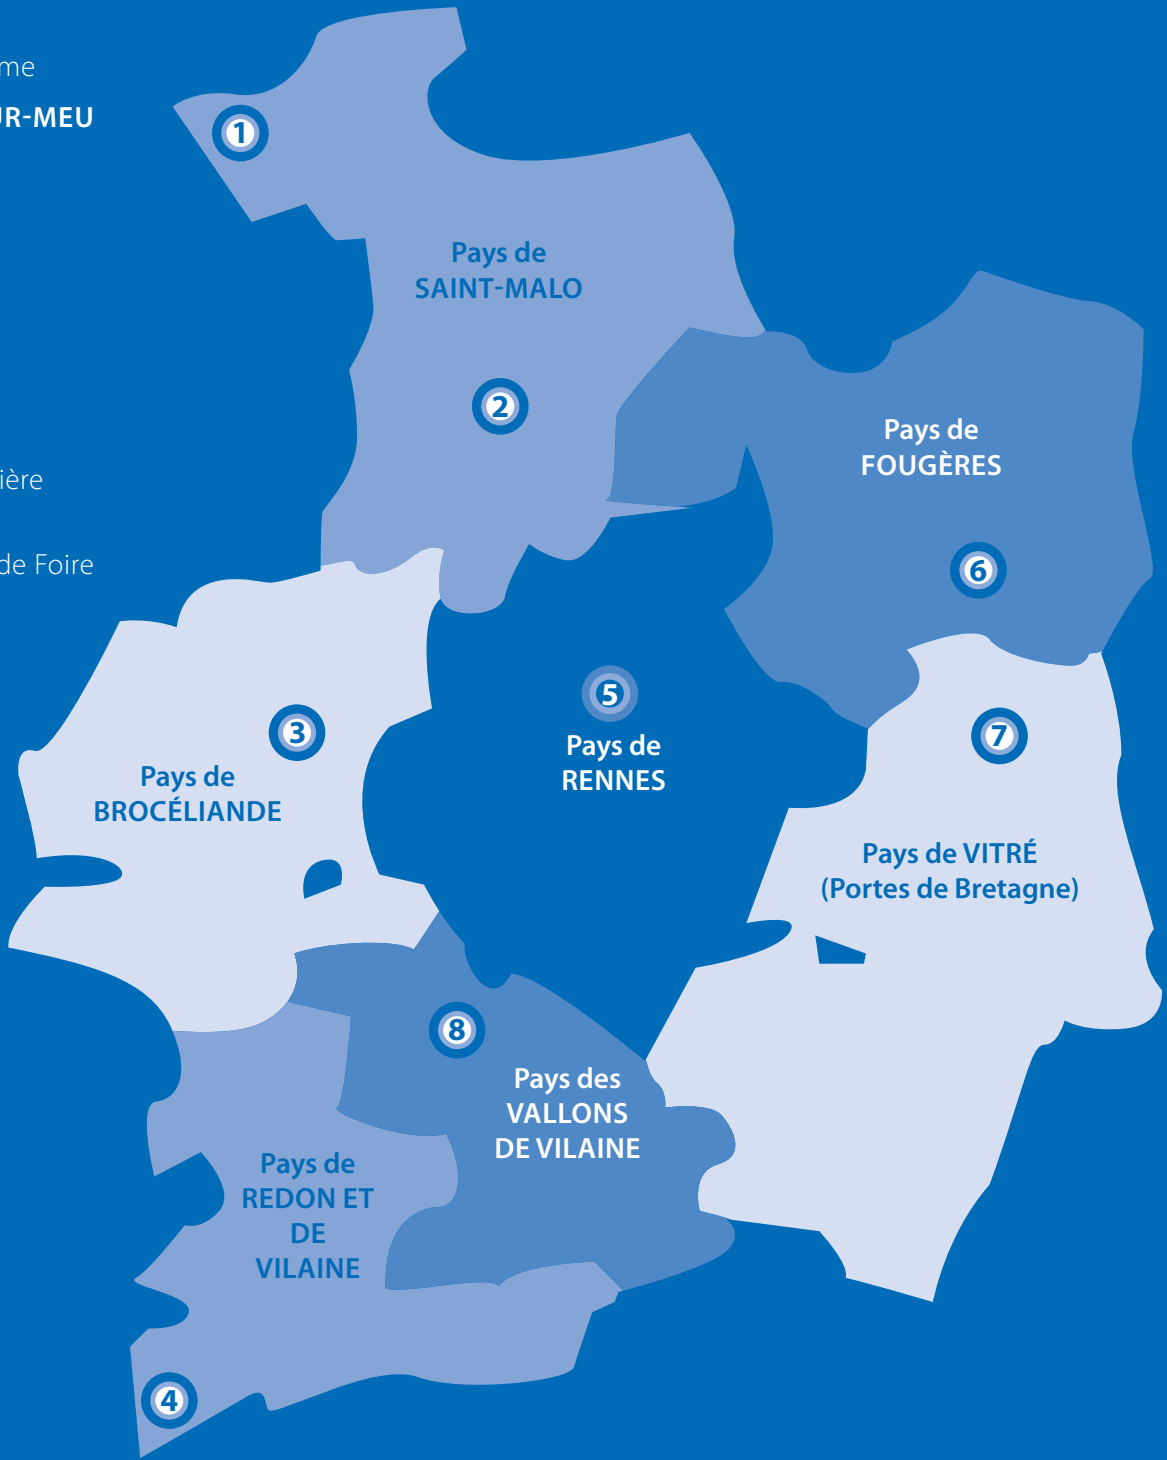 me
UR-MEU
ière
de Foire
1
Pays de
SAINT-MALO
2
Pays de
FOUGÈRES
6
5
Pays de
RENNES
3
Pays de
BROCÉLIANDE
7
Pays de VITRÉ
(Portes de Bretagne)
8
Pays des
VALLONS
DE VILAINE
Pays de
REDON ET
DE
VILAINE
4